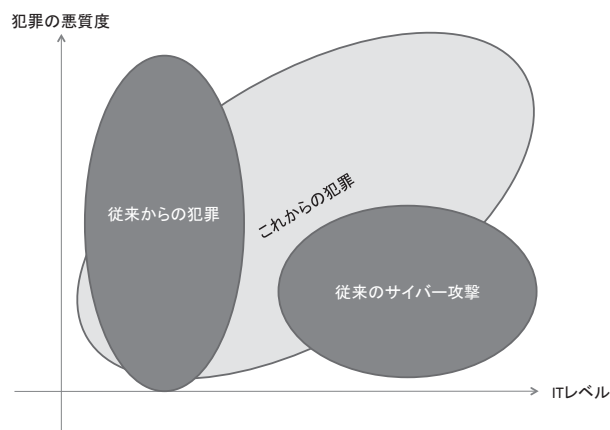 犯罪の悪質度
これからの犯罪
従来からの犯罪
従来のサイバー攻撃
ITレベル